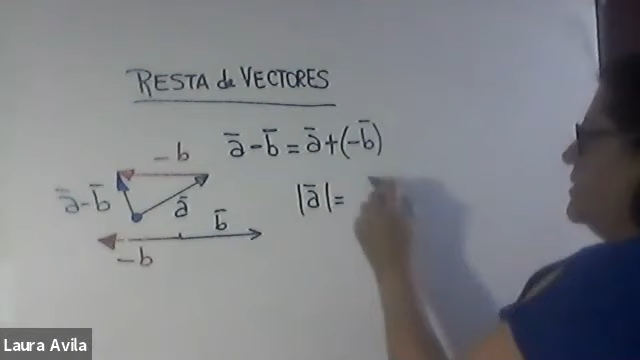 RESTA de VECTORES
a̅ - b̅ = a̅ + (-b̅)
-b
|a̅| =
a̅ - b̅
a̅
b̅
-b
Laura Avila